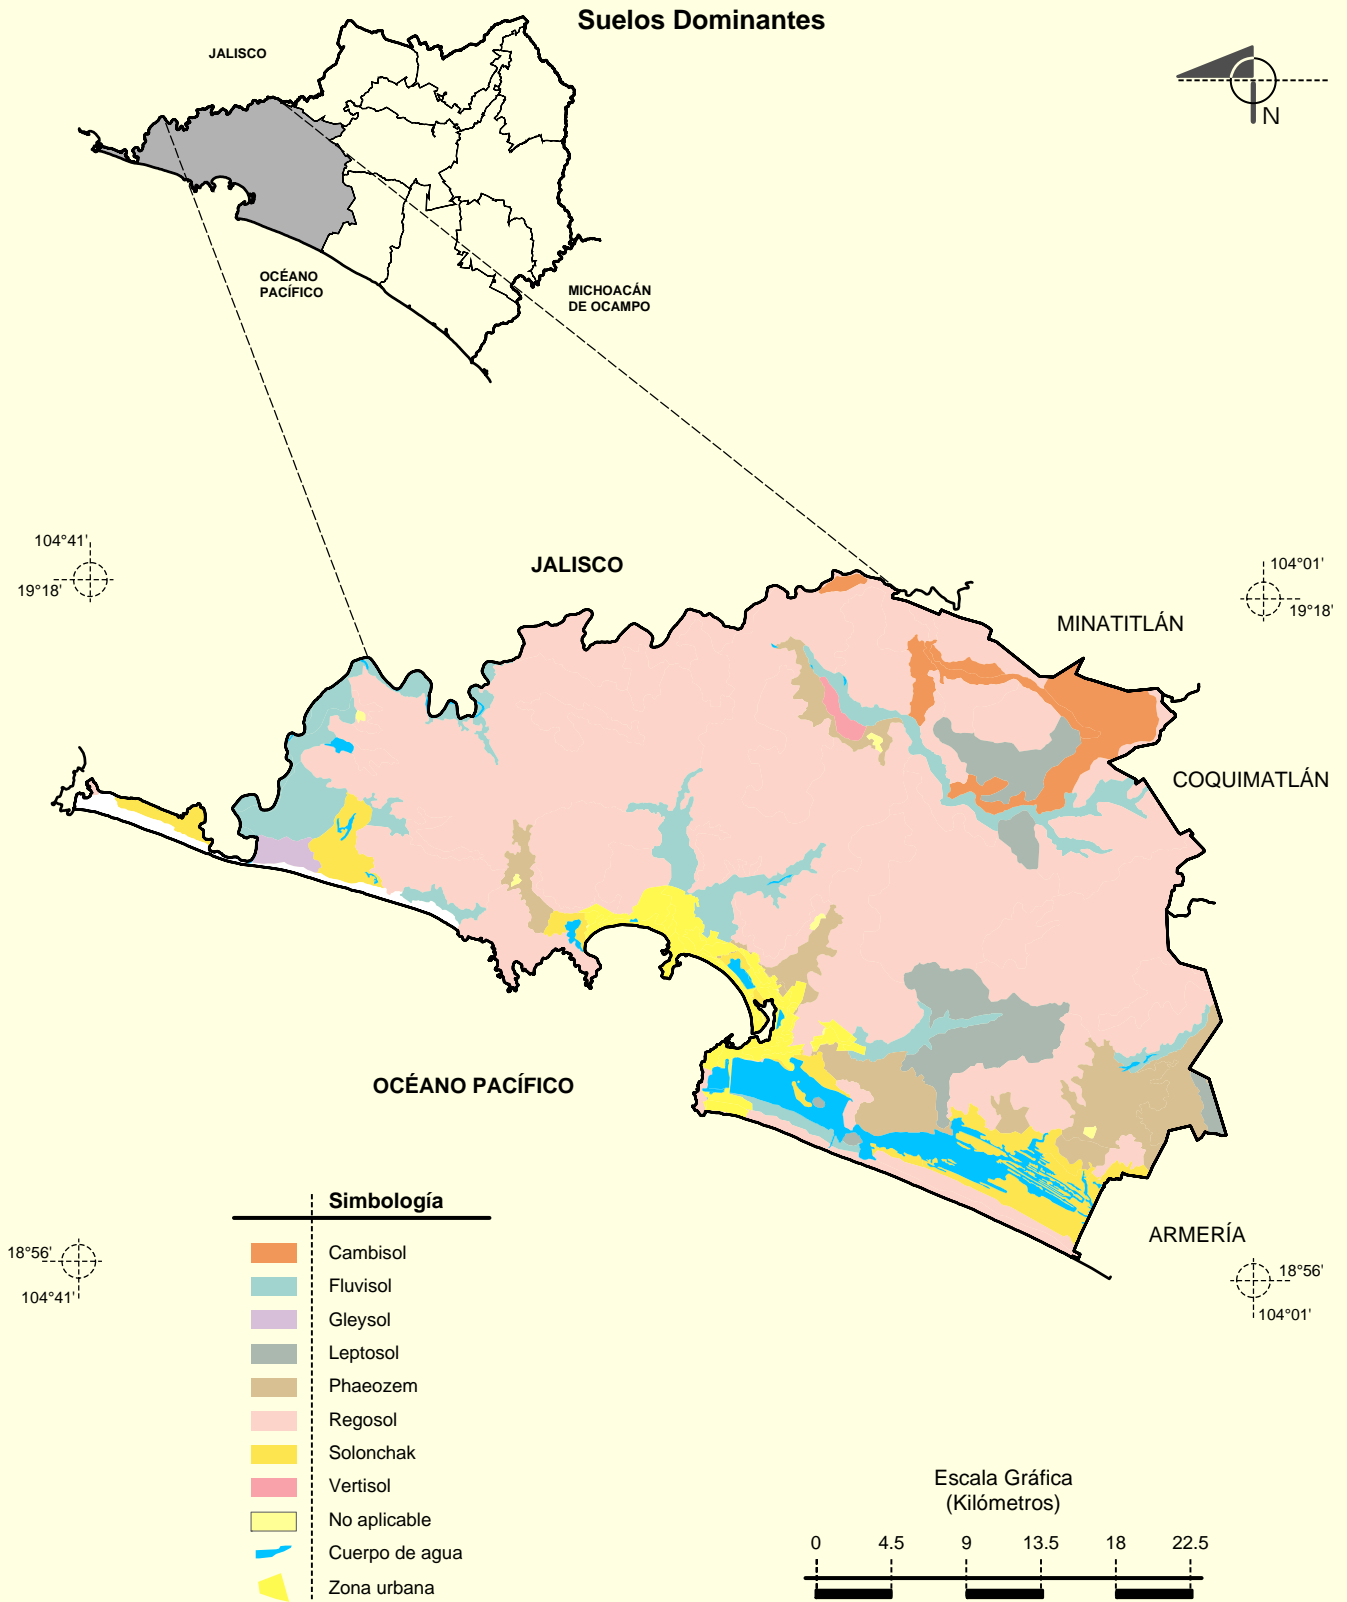 Suelos Dominantes
JALISCO
N
OCÉANO
PACÍFICO
MICHOACÁN
DE OCAMPO
104°41'
19°18'
JALISCO
104°01'
19°18'
MINATITLÁN
COQUIMATLÁN
OCÉANO PACÍFICO
ARMERÍA
18°56'
104°41'
18°56'
104°01'
Simbología
Cambisol
Fluvisol
Gleysol
Leptosol
Phaeozem
Regosol
Solonchak
Vertisol
No aplicable
Cuerpo de agua
Zona urbana
Escala Gráfica
(Kilómetros)
0 4.5 9 13.5 18 22.5